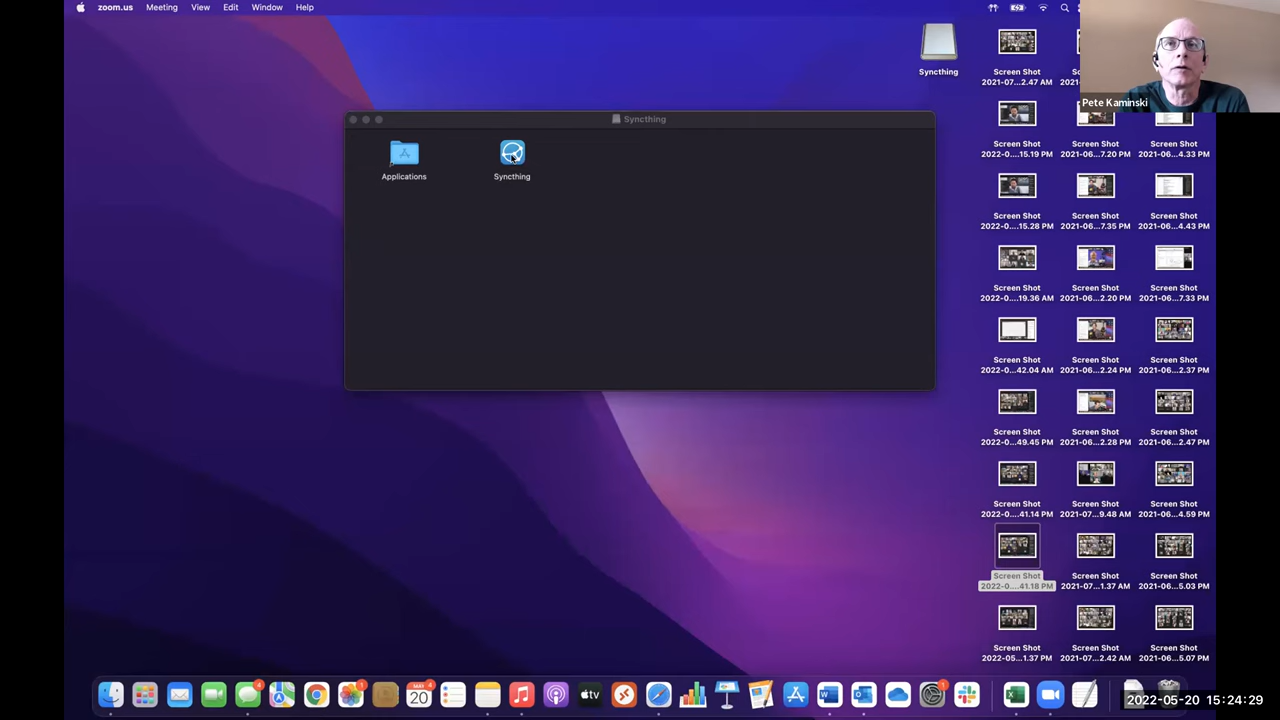 zoom.us Meeting View Edit Window Help
Syncthing
Syncthing
Applications
Syncthing
Pete Kaminski
Screen Shot
2021-07...2.47 AM
Screen Shot
2022-0....15.19 PM
Screen Shot
2021-06...7.20 PM
Screen Shot
2021-06...4.33 PM
Screen Shot
2022-0....15.28 PM
Screen Shot
2021-06...7.35 PM
Screen Shot
2021-06...4.43 PM
Screen Shot
2022-0....19.36 AM
Screen Shot
2021-06...2.20 PM
Screen Shot
2021-06...7.33 PM
Screen Shot
2022-0....42.04 AM
Screen Shot
2021-06...2.24 PM
Screen Shot
2021-06...2.37 PM
Screen Shot
2022-0....49.45 PM
Screen Shot
2021-06...2.28 PM
Screen Shot
2021-06...2.47 PM
Screen Shot
2022-0....41.14 PM
Screen Shot
2021-07...9.48 AM
Screen Shot
2021-06...4.59 PM
Screen Shot
2022-0....41.18 PM
Screen Shot
2021-07...1.37 AM
Screen Shot
2021-06...5.03 PM
Screen Shot
2022-05...1.37 PM
Screen Shot
2021-07...2.42 AM
Screen Shot
2021-06...5.07 PM
20
tv
2022-05-20 15:24:29